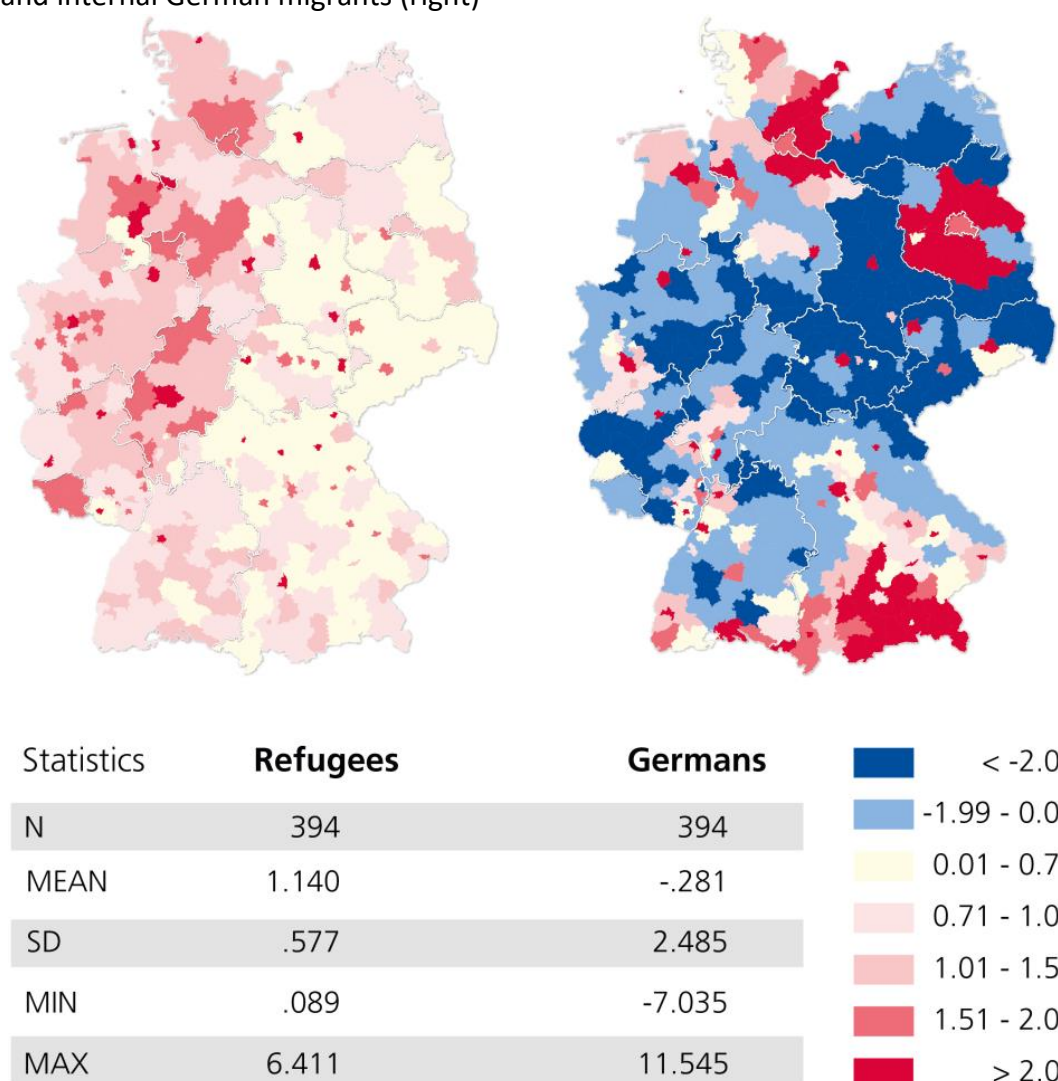 and internal German migrants (right)
Statistics Refugees Germans
N 394 394
MEAN 1.140 -.281
SD .577 2.485
MIN .089 -7.035
MAX 6.411 11.545
< -2.0
-1.99 - 0.0
0.01 - 0.7
0.71 - 1.0
1.01 - 1.5
1.51 - 2.0
> 2.0